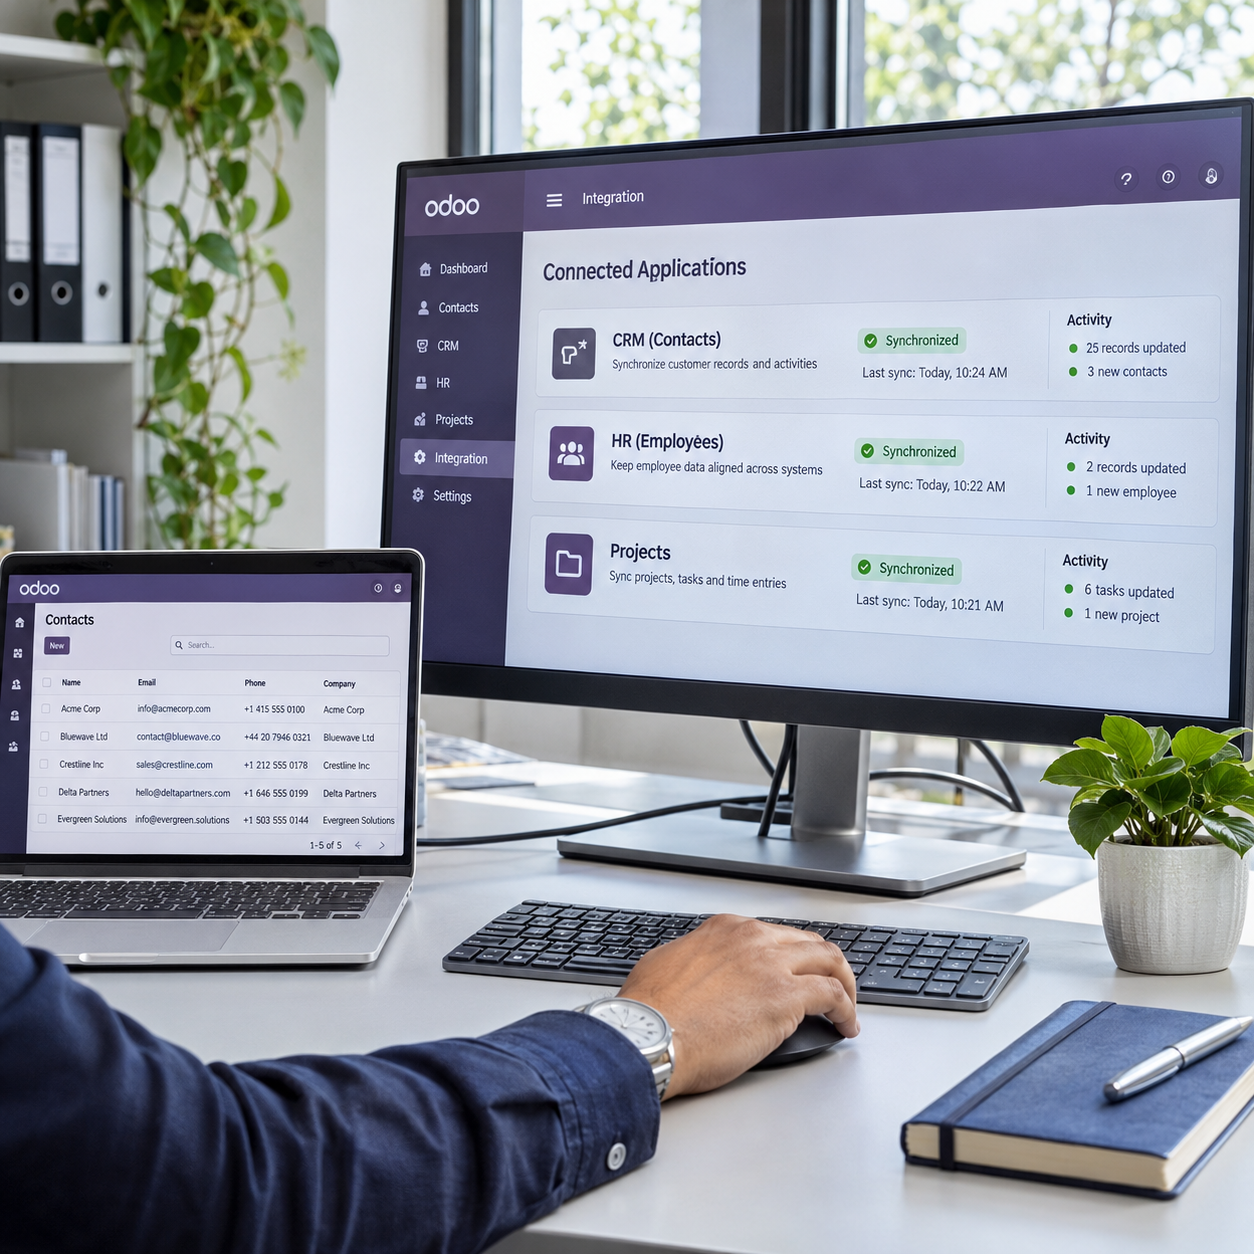 odoo
Integration
Dashboard
Contacts
CRM
HR
Projects
Integration
Settings
Connected Applications
CRM (Contacts)
Synchronize customer records and activities
Synchronized
Last sync: Today, 10:24 AM
Activity
25 records updated
3 new contacts
HR (Employees)
Keep employee data aligned across systems
Synchronized
Last sync: Today, 10:22 AM
Activity
2 records updated
1 new employee
Projects
Sync projects, tasks and time entries
Synchronized
Last sync: Today, 10:21 AM
Activity
6 tasks updated
1 new project
odoo
Contacts
New
Search...
Name Email Phone Company
Acme Corp info@acmecorp.com +1 415 555 0100 Acme Corp
Bluewave Ltd contact@bluewave.co +44 20 7946 0321 Bluewave Ltd
Crestline Inc sales@crestline.com +1 212 555 0178 Crestline Inc
Delta Partners hello@deltapartners.com +1 646 555 0199 Delta Partners
Evergreen Solutions info@evergreen.solutions +1 503 555 0144 Evergreen Solutions
1-5 of 5